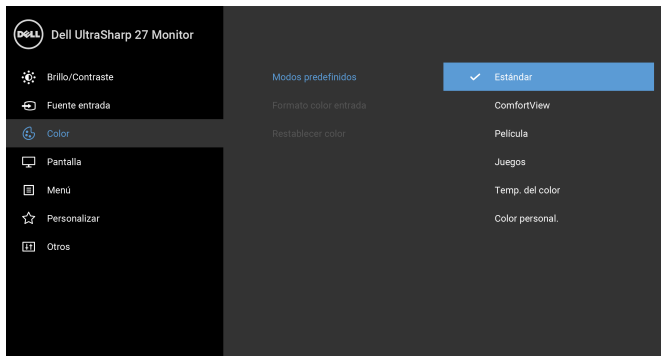 DELL Dell UltraSharp 27 Monitor
Brillo/Contraste
Fuente entrada
Color
Pantalla
Menú
Personalizar
Otros
Modos predefinidos
Formato color entrada
Restablecer color
Estándar
ComfortView
Película
Juegos
Temp. del color
Color personal.